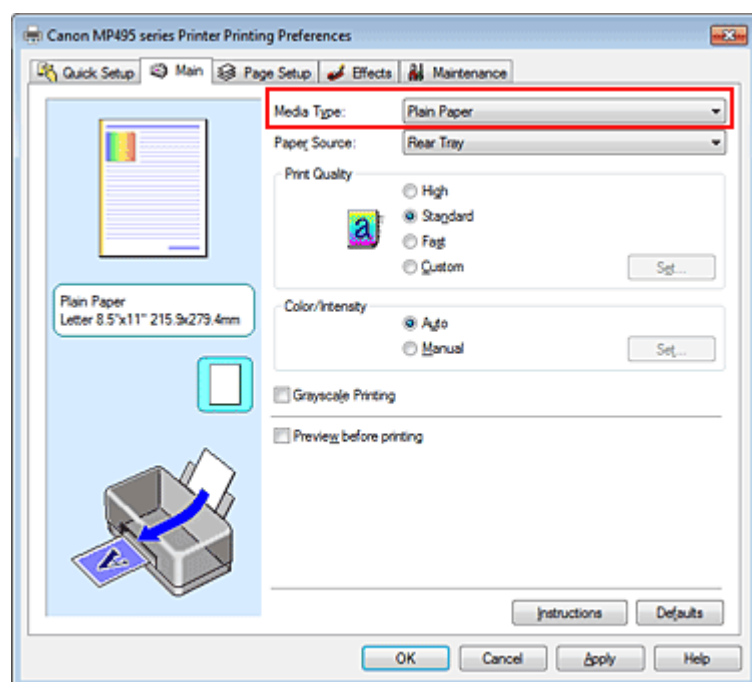 Canon MP495 series Printer Printing Preferences
Quick Setup Main Page Setup Effects Maintenance
Media Type: Plain Paper
Paper Source: Rear Tray
Print Quality
High
Standard
Fast
Custom Set...
Plain Paper
Letter 8.5"x11" 215.9x279.4mm
Color/Intensity
Auto
Manual Set...
Grayscale Printing
Preview before printing
Instructions Defaults
OK Cancel Apply Help